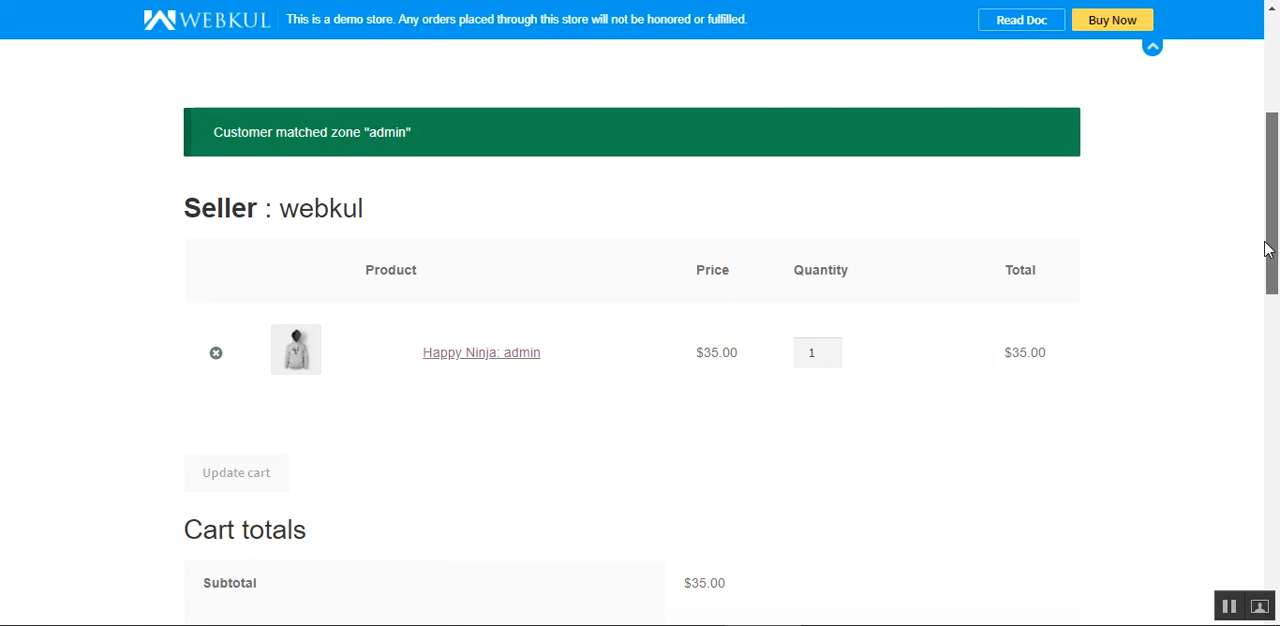 WEBKUL This is a demo store. Any orders placed through this store will not be honored or fulfilled. Read Doc Buy Now
Customer matched zone "admin"
Seller : webkul
Product Price Quantity Total
Happy Ninja: admin $35.00 1 $35.00
Update cart
Cart totals
Subtotal $35.00